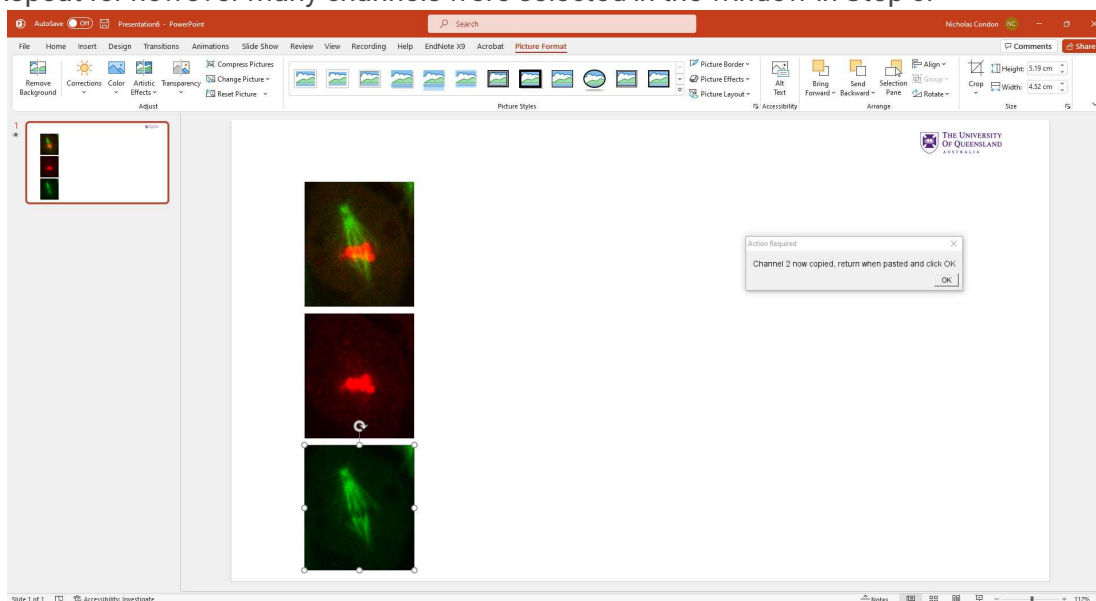 epeat for however many channels were selected in the window in Step 6.
AutoSave Off Presentation6 - PowerPoint Search Nicholas Condon NC
File Home Insert Design Transitions Animations Slide Show Review View Recording Help EndNote X9 Acrobat Picture Format Comments Share
Remove Background
Corrections
Color
Artistic Effects
Transparency
Compress Pictures
Change Picture
Reset Picture
Adjust
Picture Styles
Picture Border
Picture Effects
Picture Layout
Alt Text
Accessibility
Bring Forward
Send Backward
Selection Pane
Align
Group
Rotate
Arrange
Crop
Height: 5.19 cm
Width: 4.52 cm
Size
1
THE UNIVERSITY
OF QUEENSLAND
AUSTRALIA
Action Required
Channel 2 now copied, return when pasted and click OK
OK
Slide 1 of 1 Accessibility: Investigate Notes 112%